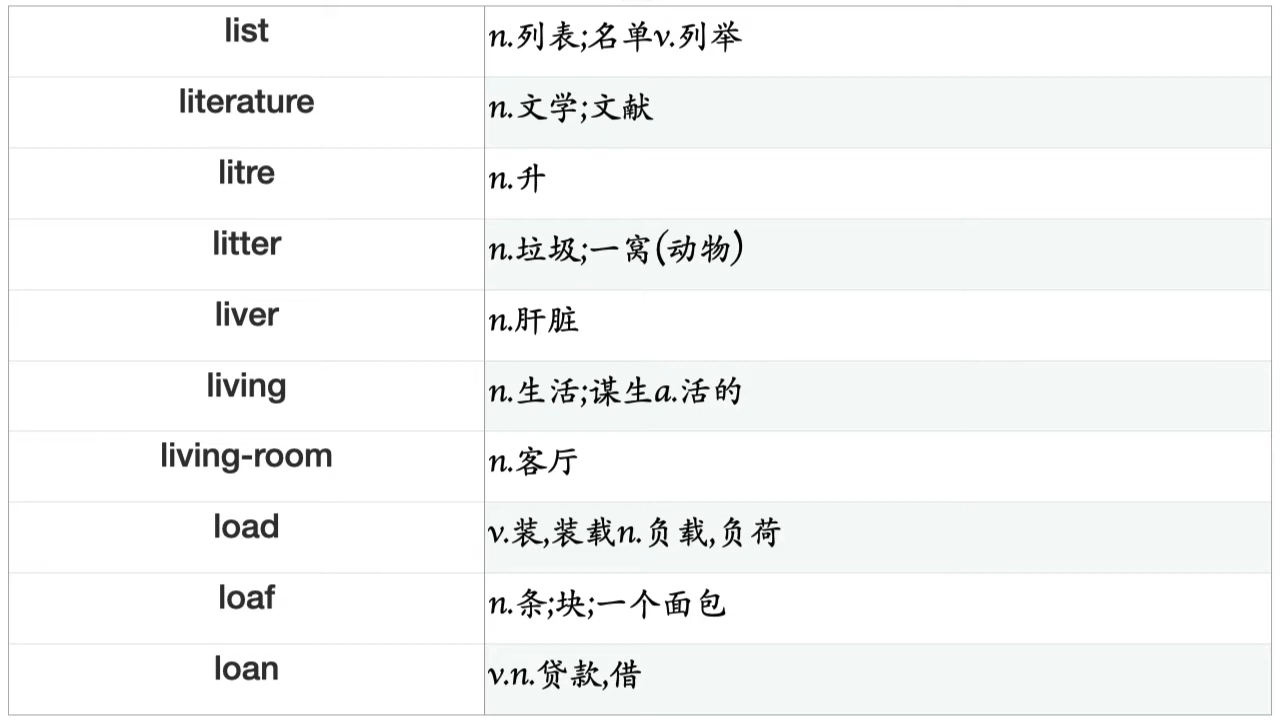 list n.列表;名单v.列举
literature n.文学;文献
litre n.升
litter n.垃圾;一窝(动物)
liver n.肝脏
living n.生活;谋生a.活的
living-room n.客厅
load v.装,装载n.负载,负荷
loaf n.条;块;一个面包
loan v.n.贷款,借